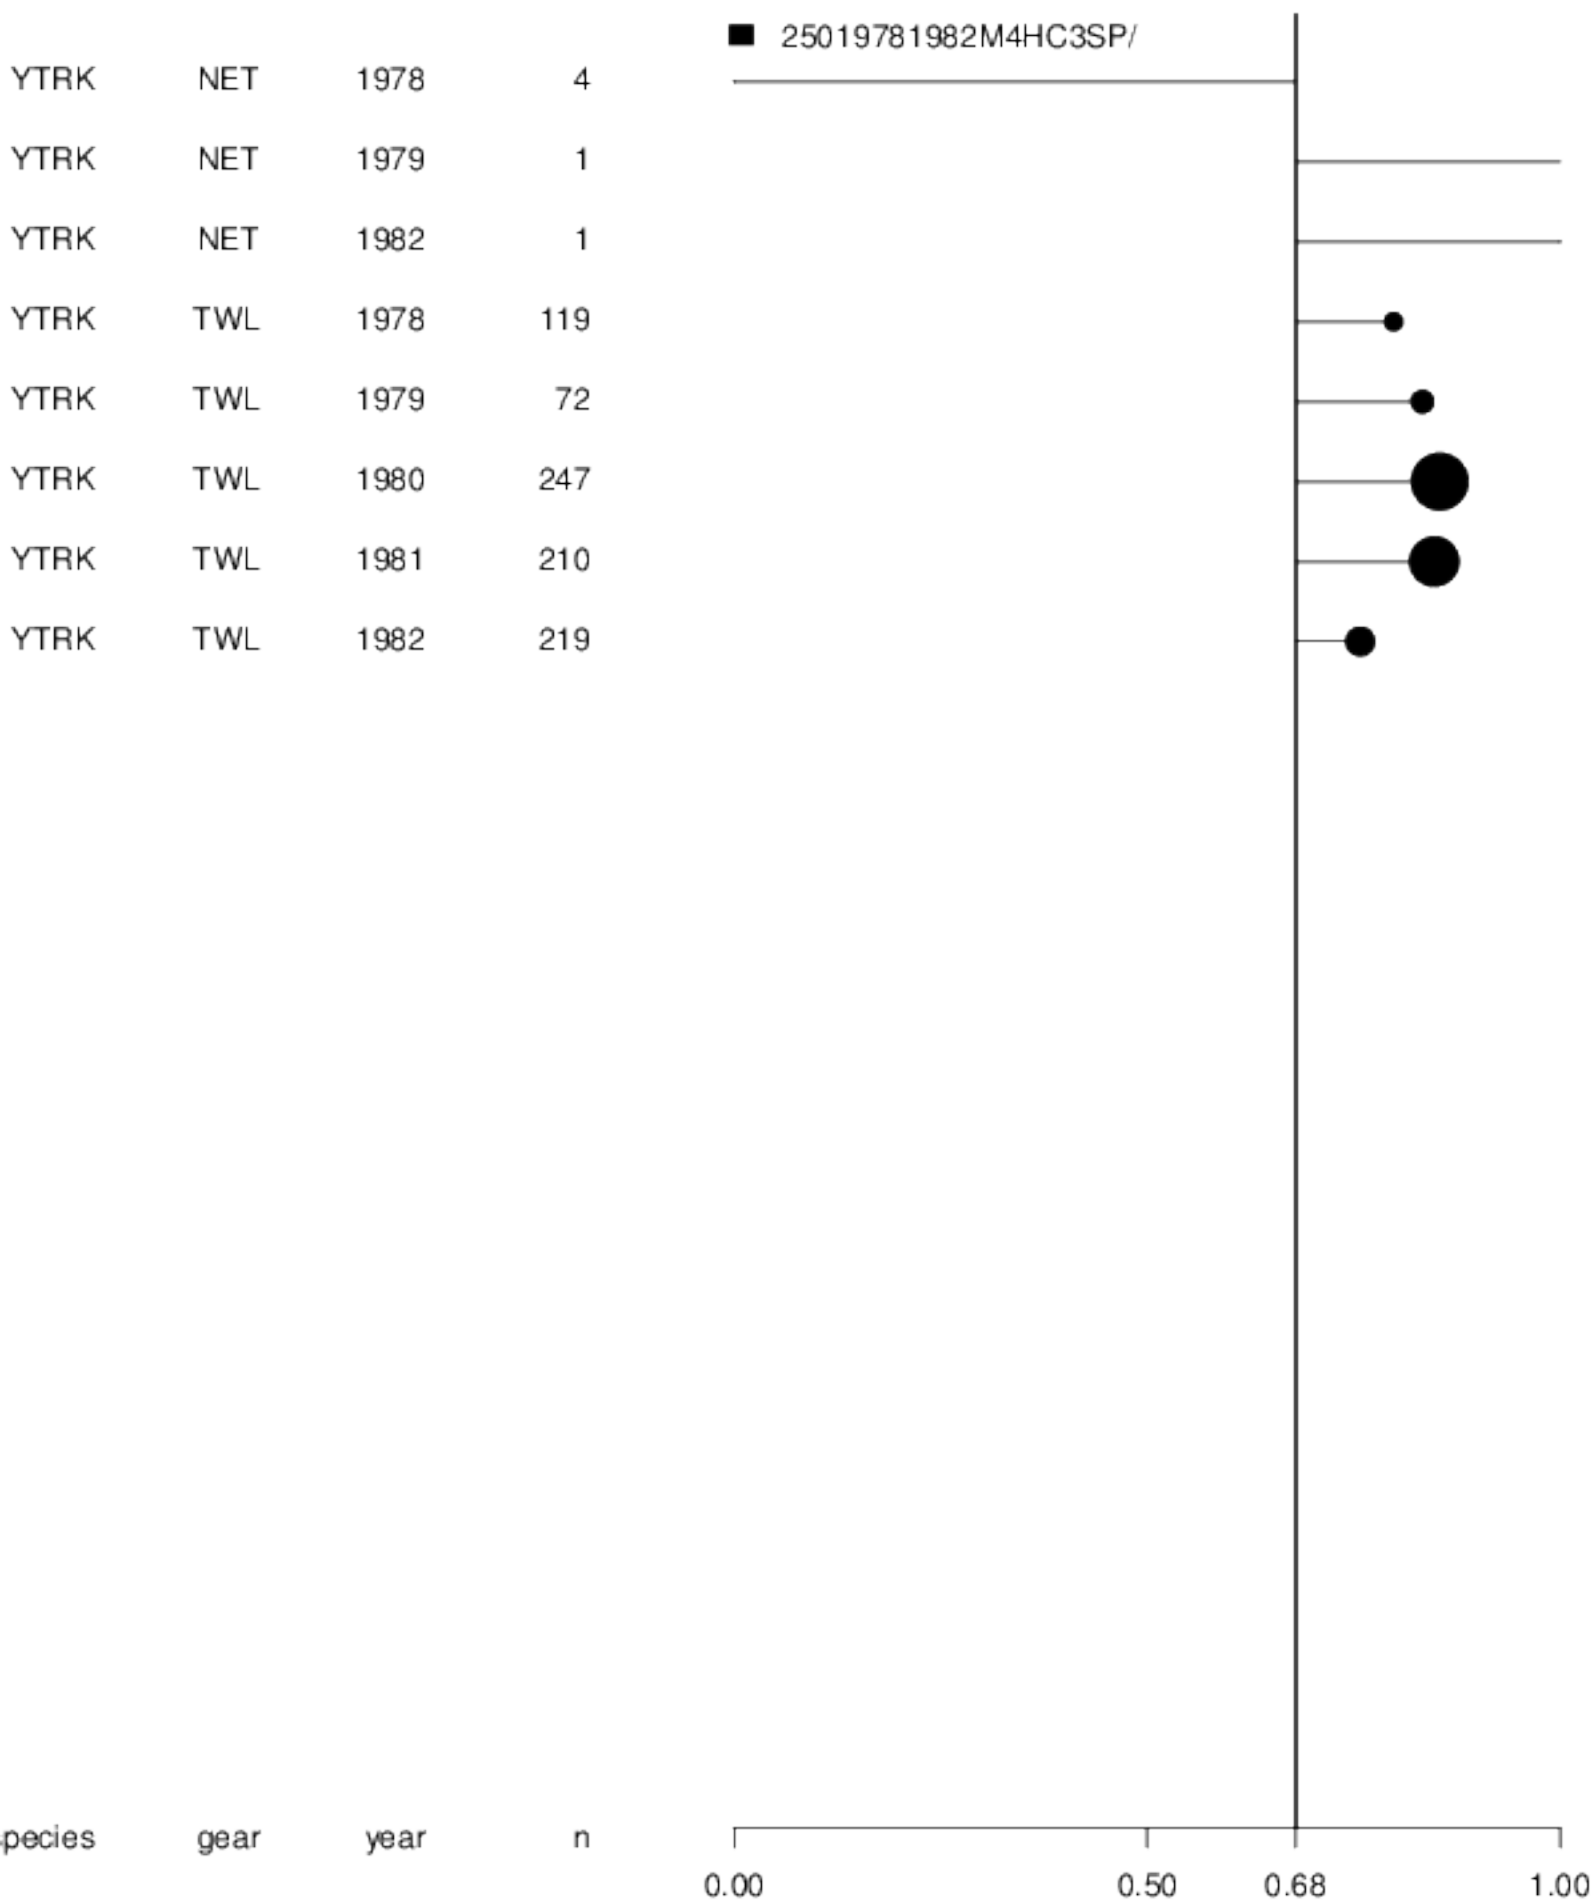 25019781982M4HC3SP/
YTRK NET 1978 4
YTRK NET 1979 1
YTRK NET 1982 1
YTRK TWL 1978 119
YTRK TWL 1979 72
YTRK TWL 1980 247
YTRK TWL 1981 210
YTRK TWL 1982 219
pecies gear year n
0.00 0.50 0.68 1.00